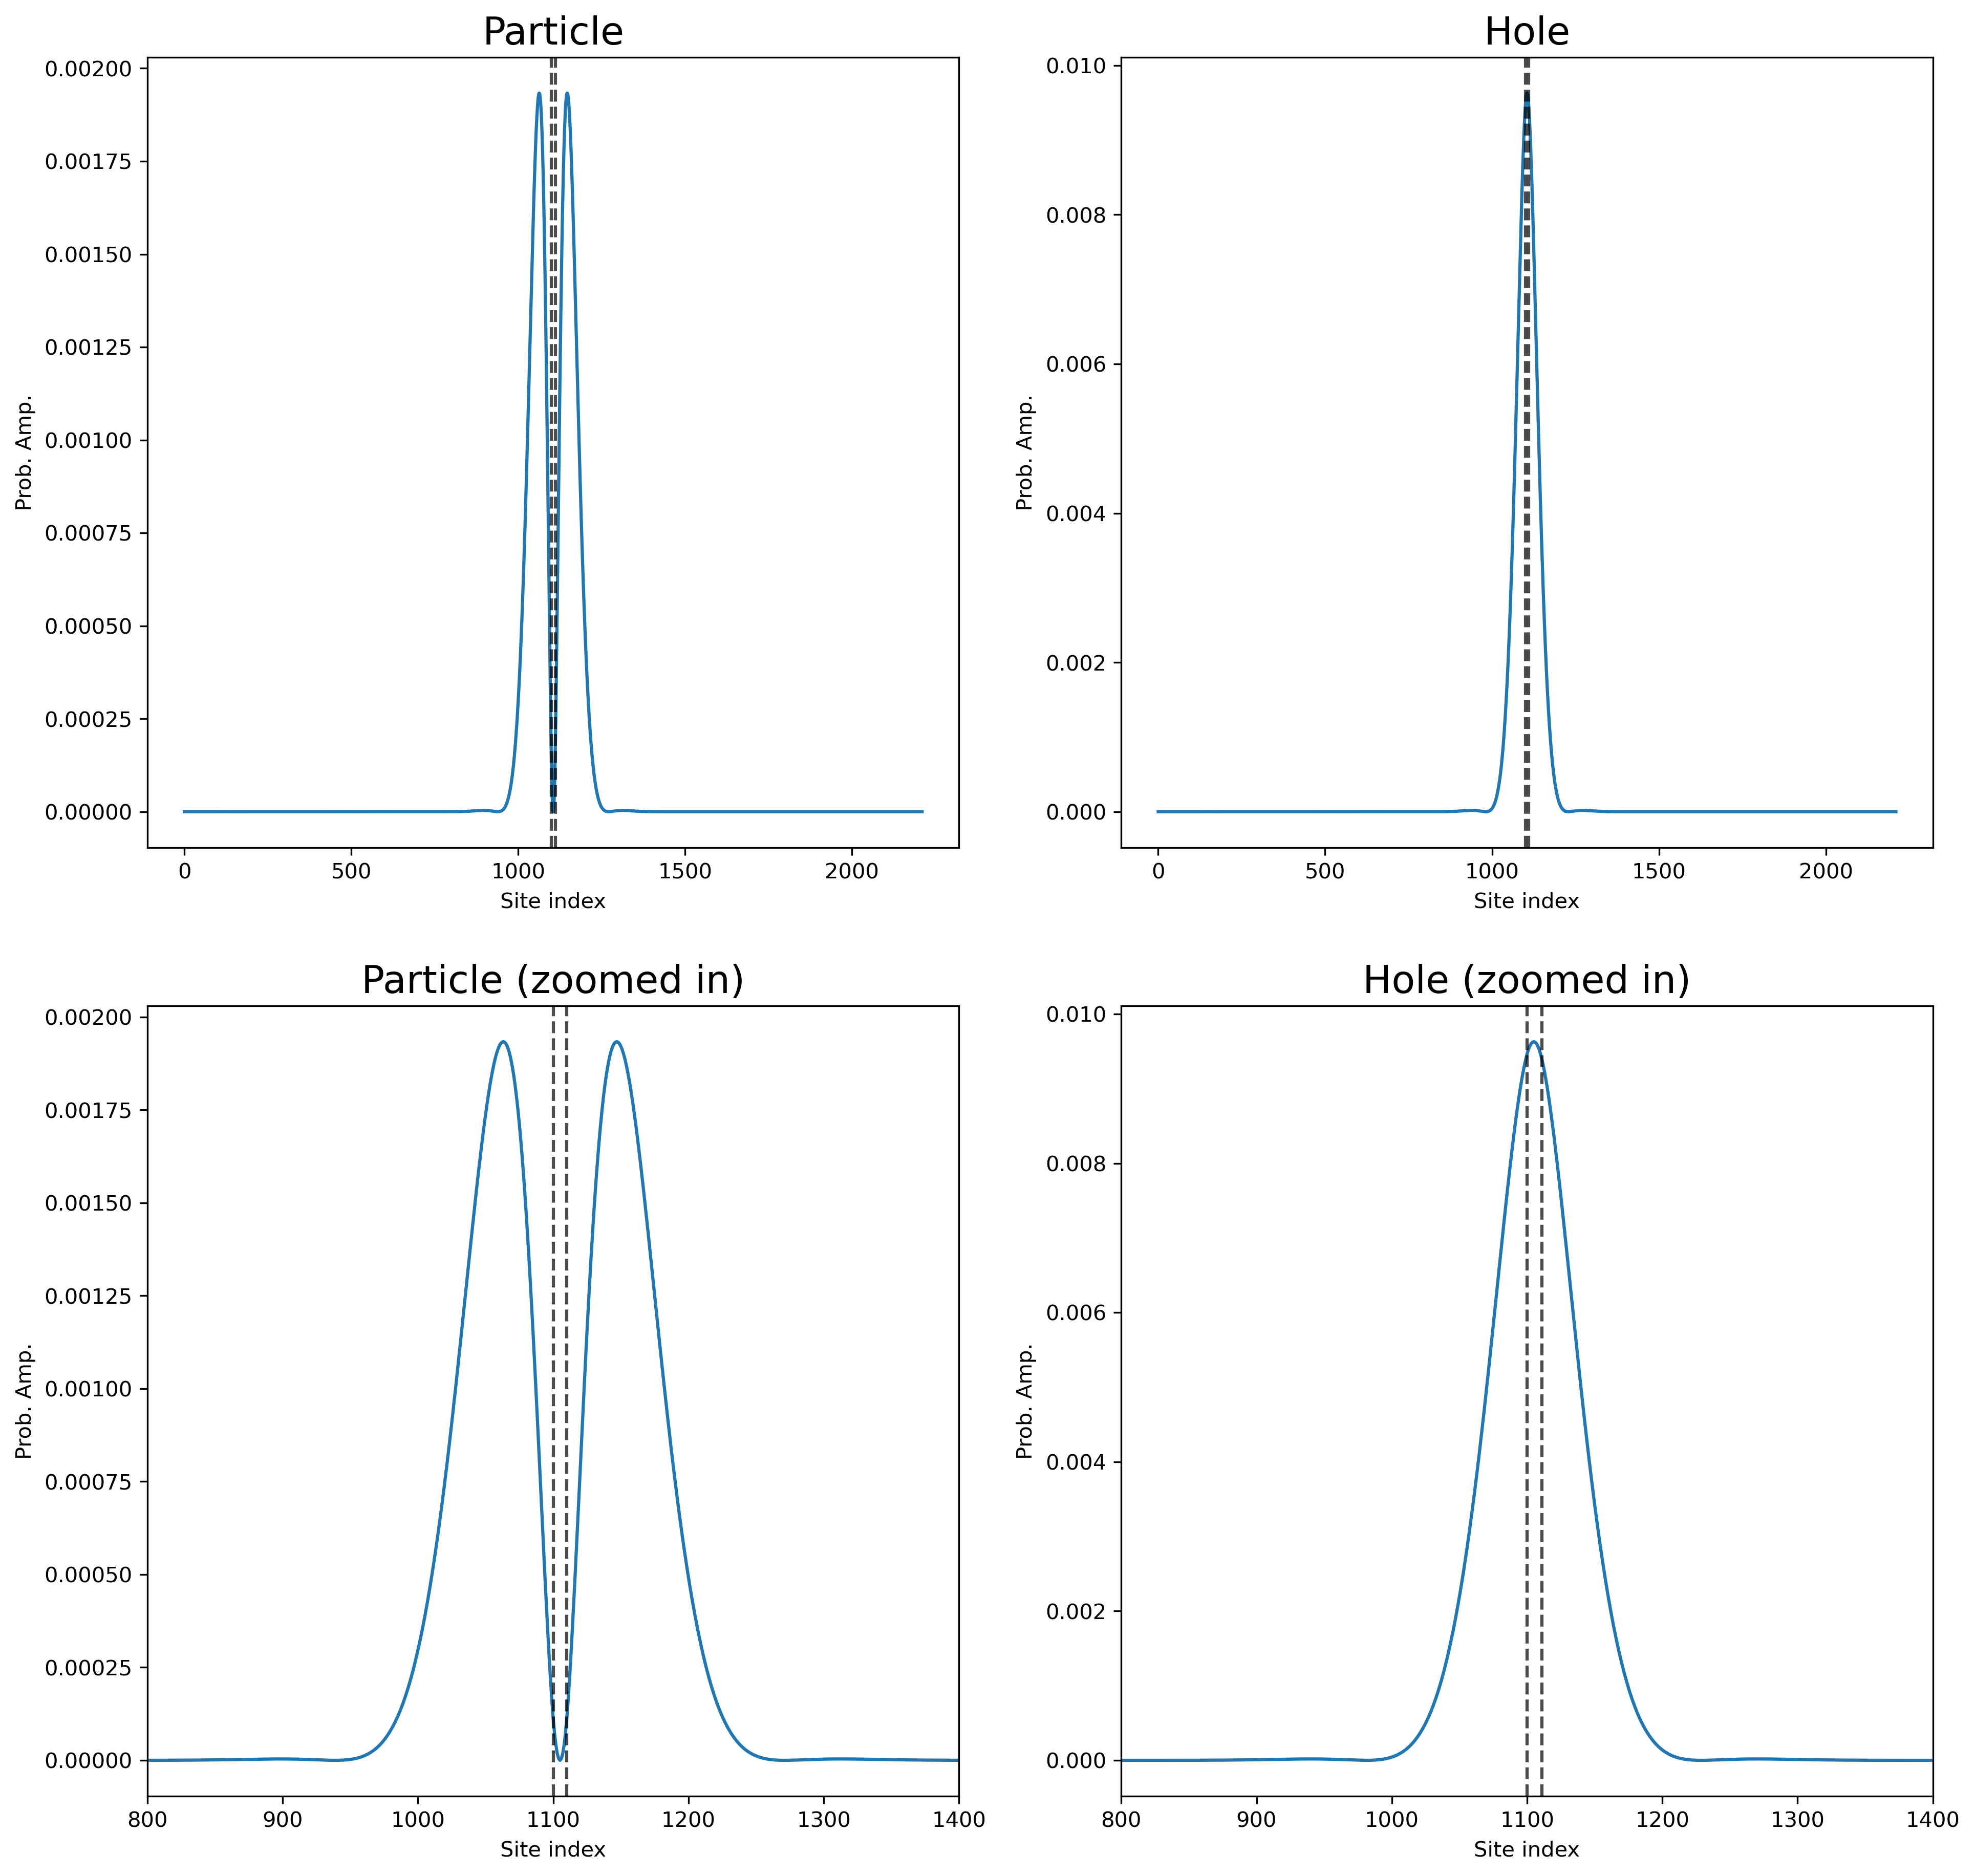 Particle
0.00200
0.00175
0.00150
0.00125
0.00100
0.00075
0.00050
0.00025
0.00000
Prob. Amp.
0 500 1000 1500 2000
Site index
Hole
0.010
0.008
0.006
0.004
0.002
0.000
Prob. Amp.
0 500 1000 1500 2000
Site index
Particle (zoomed in)
0.00200
0.00175
0.00150
0.00125
0.00100
0.00075
0.00050
0.00025
0.00000
Prob. Amp.
800 900 1000 1100 1200 1300 1400
Site index
Hole (zoomed in)
0.010
0.008
0.006
0.004
0.002
0.000
Prob. Amp.
800 900 1000 1100 1200 1300 1400
Site index